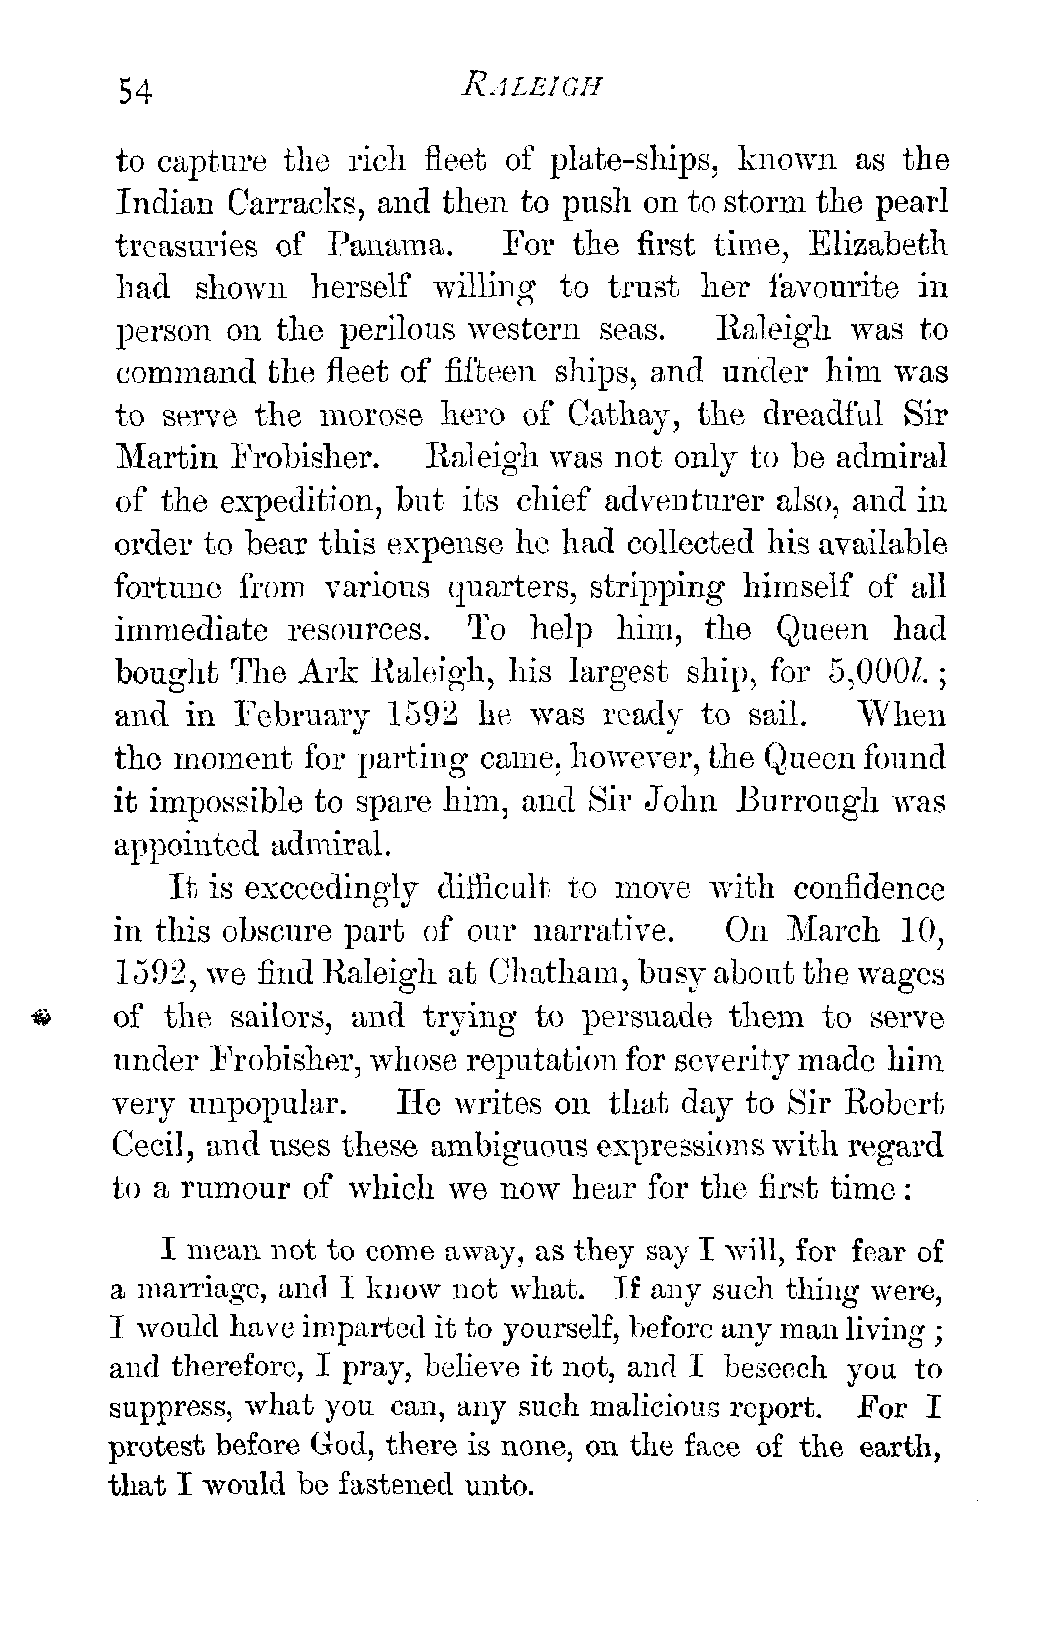 54 RALEIGH
to capture the rich fleet of plate-ships, known as the
Indian Carracks, and then to push on to storm the pearl
treasuries of Panama. For the first time, Elizabeth
had shown herself willing to trust her favourite in
person on the perilous western seas. Raleigh was to
command the fleet of fifteen ships, and under him was
to serve the morose hero of Cathay, the dreadful Sir
Martin Frobisher. Raleigh was not only to be admiral
of the expedition, but its chief adventurer also, and in
order to bear this expense he had collected his available
fortune from various quarters, stripping himself of all
immediate resources. To help him, the Queen had
bought The Ark Raleigh, his largest ship, for 5,000l. ;
and in February 1592 he was ready to sail. When
the moment for parting came, however, the Queen found
it impossible to spare him, and Sir John Burrough was
appointed admiral.
It is exceedingly difficult to move with confidence
in this obscure part of our narrative. On March 10,
1592, we find Raleigh at Chatham, busy about the wages
of the sailors, and trying to persuade them to serve
under Frobisher, whose reputation for severity made him
very unpopular. He writes on that day to Sir Robert
Cecil, and uses these ambiguous expressions with regard
to a rumour of which we now hear for the first time :
I mean not to come away, as they say I will, for fear of
a marriage, and I know not what. If any such thing were,
I would have imparted it to yourself, before any man living ;
and therefore, I pray, believe it not, and I beseech you to
suppress, what you can, any such malicious report. For I
protest before God, there is none, on the face of the earth,
that I would be fastened unto.